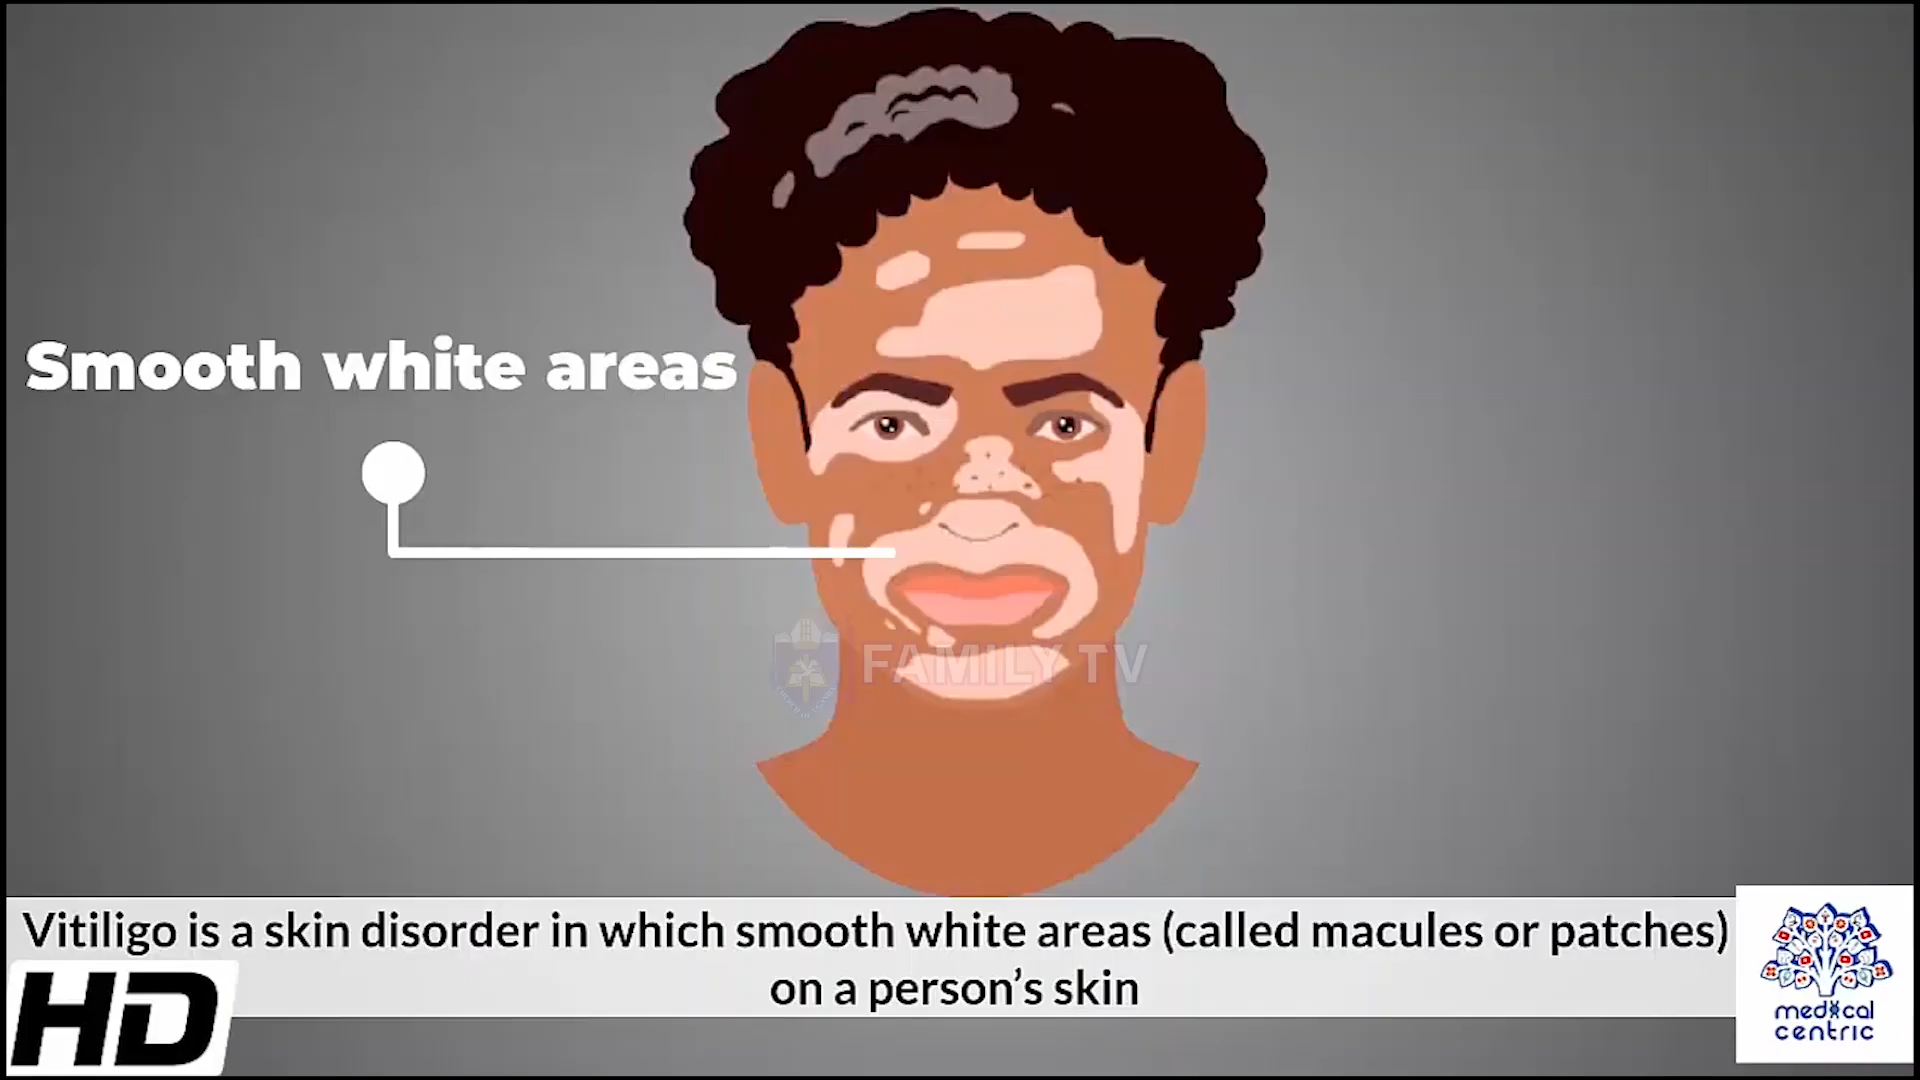 Smooth white areas
FAMILY TV
Vitiligo is a skin disorder in which smooth white areas (called macules or patches)
on a person's skin
HD
medical
centric